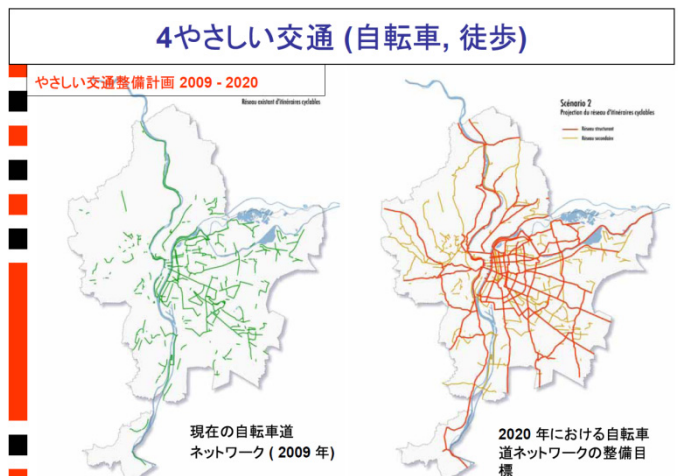 4やさしい交通 (自転車, 徒歩)
やさしい交通整備計画 2009 - 2020
Réseau existant d'itinéraires cyclables
Scénario 2
Projection du réseau d'itinéraires cyclables
Réseau structurant
Réseau secondaire
現在の自転車道
ネットワーク ( 2009 年)
2020 年における自転車
道ネットワークの整備目
標